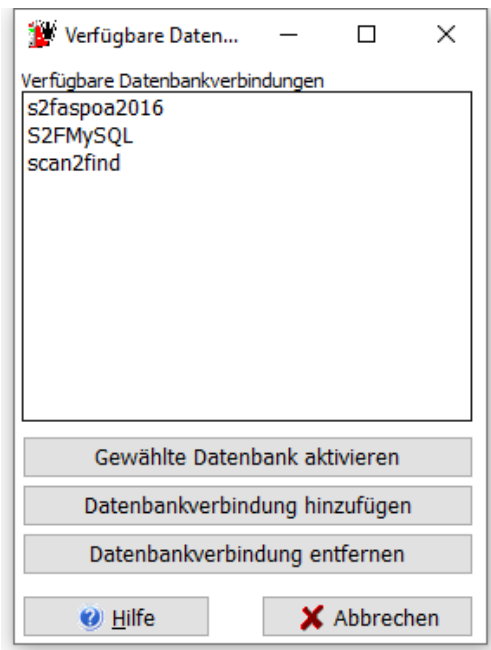 Verfügbare Daten...
Verfügbare Datenbankverbindungen
s2faspoa2016
S2FMySQL
scan2find
Gewählte Datenbank aktivieren
Datenbankverbindung hinzufügen
Datenbankverbindung entfernen
Hilfe
Abbrechen